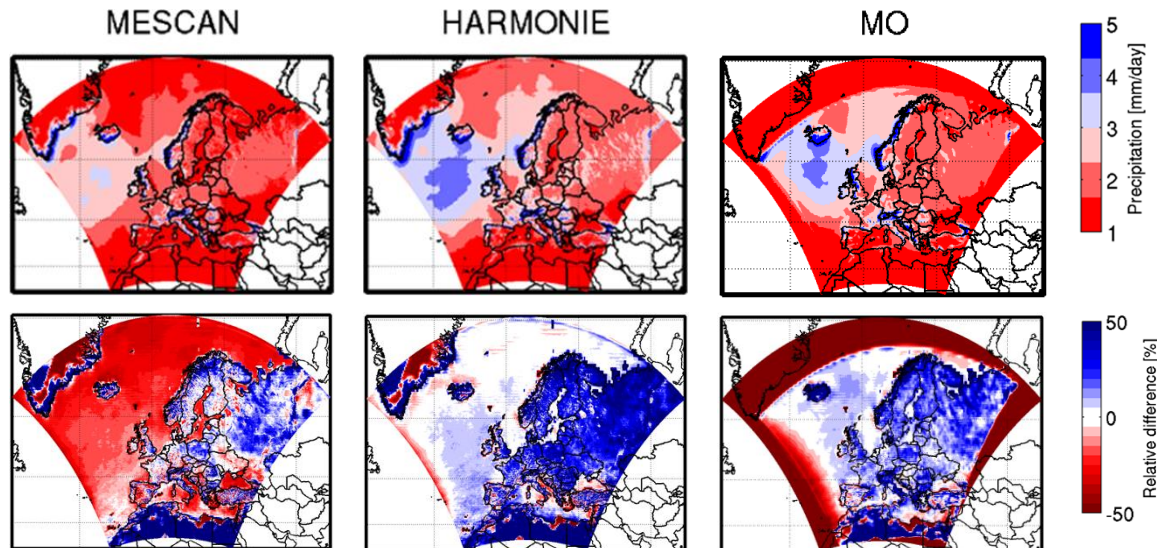 MESCAN HARMONIE MO
5
4
3
2
1
Precipitation [mm/day]
50
0
-50
Relative difference [%]